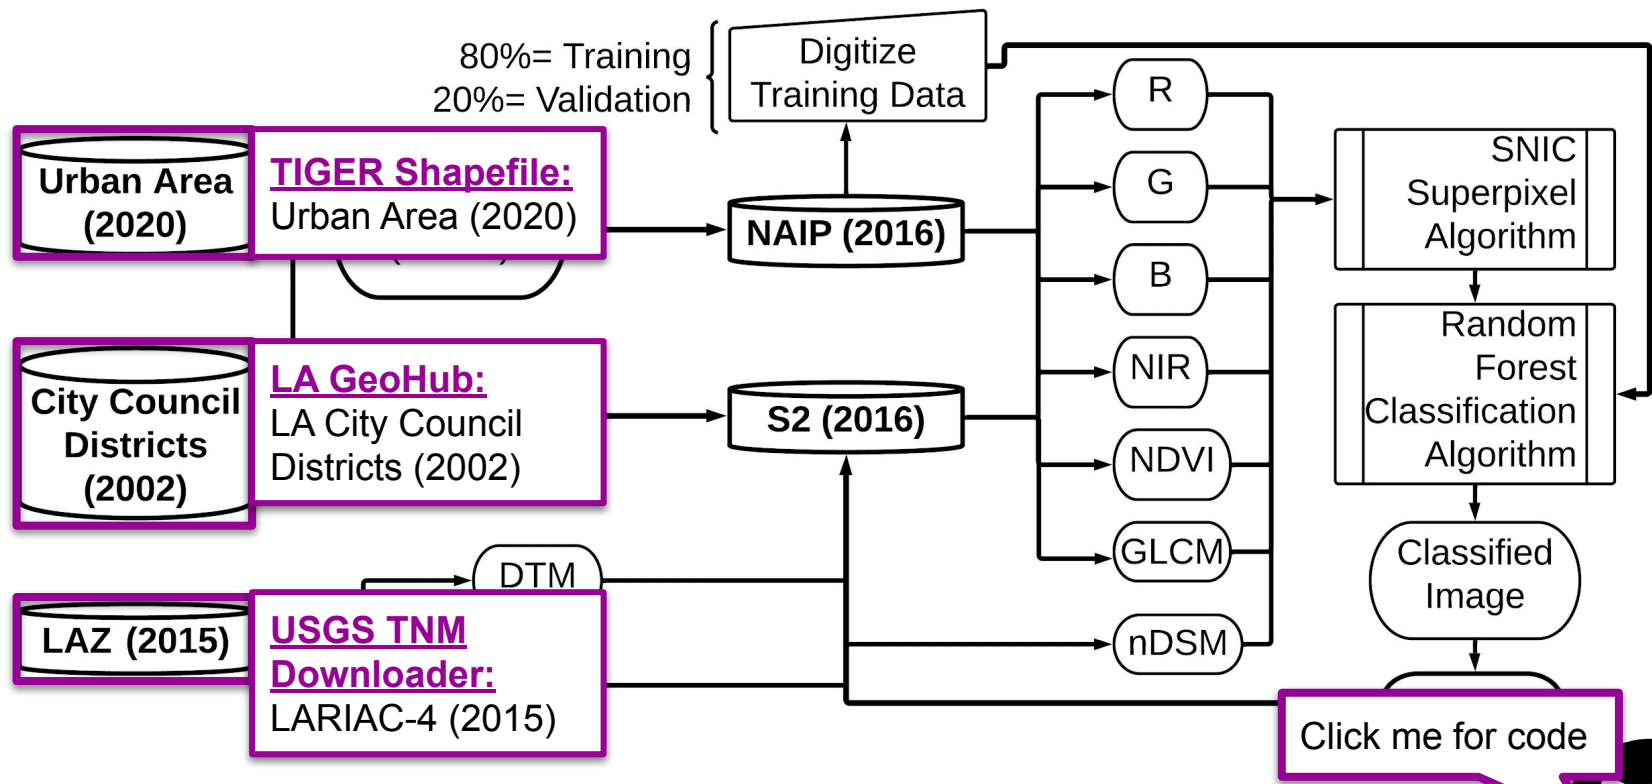 80%= Training
20%= Validation
Digitize
Training Data
Urban Area
(2020)
TIGER Shapefile:
Urban Area (2020)
NAIP (2016)
City Council
Districts
(2002)
LA GeoHub:
LA City Council
Districts (2002)
S2 (2016)
LAZ (2015)
DTM
USGS TNM
Downloader:
LARIAC-4 (2015)
R
G
B
NIR
NDVI
GLCM
nDSM
SNIC
Superpixel
Algorithm
Random
Forest
Classification
Algorithm
Classified
Image
Click me for code